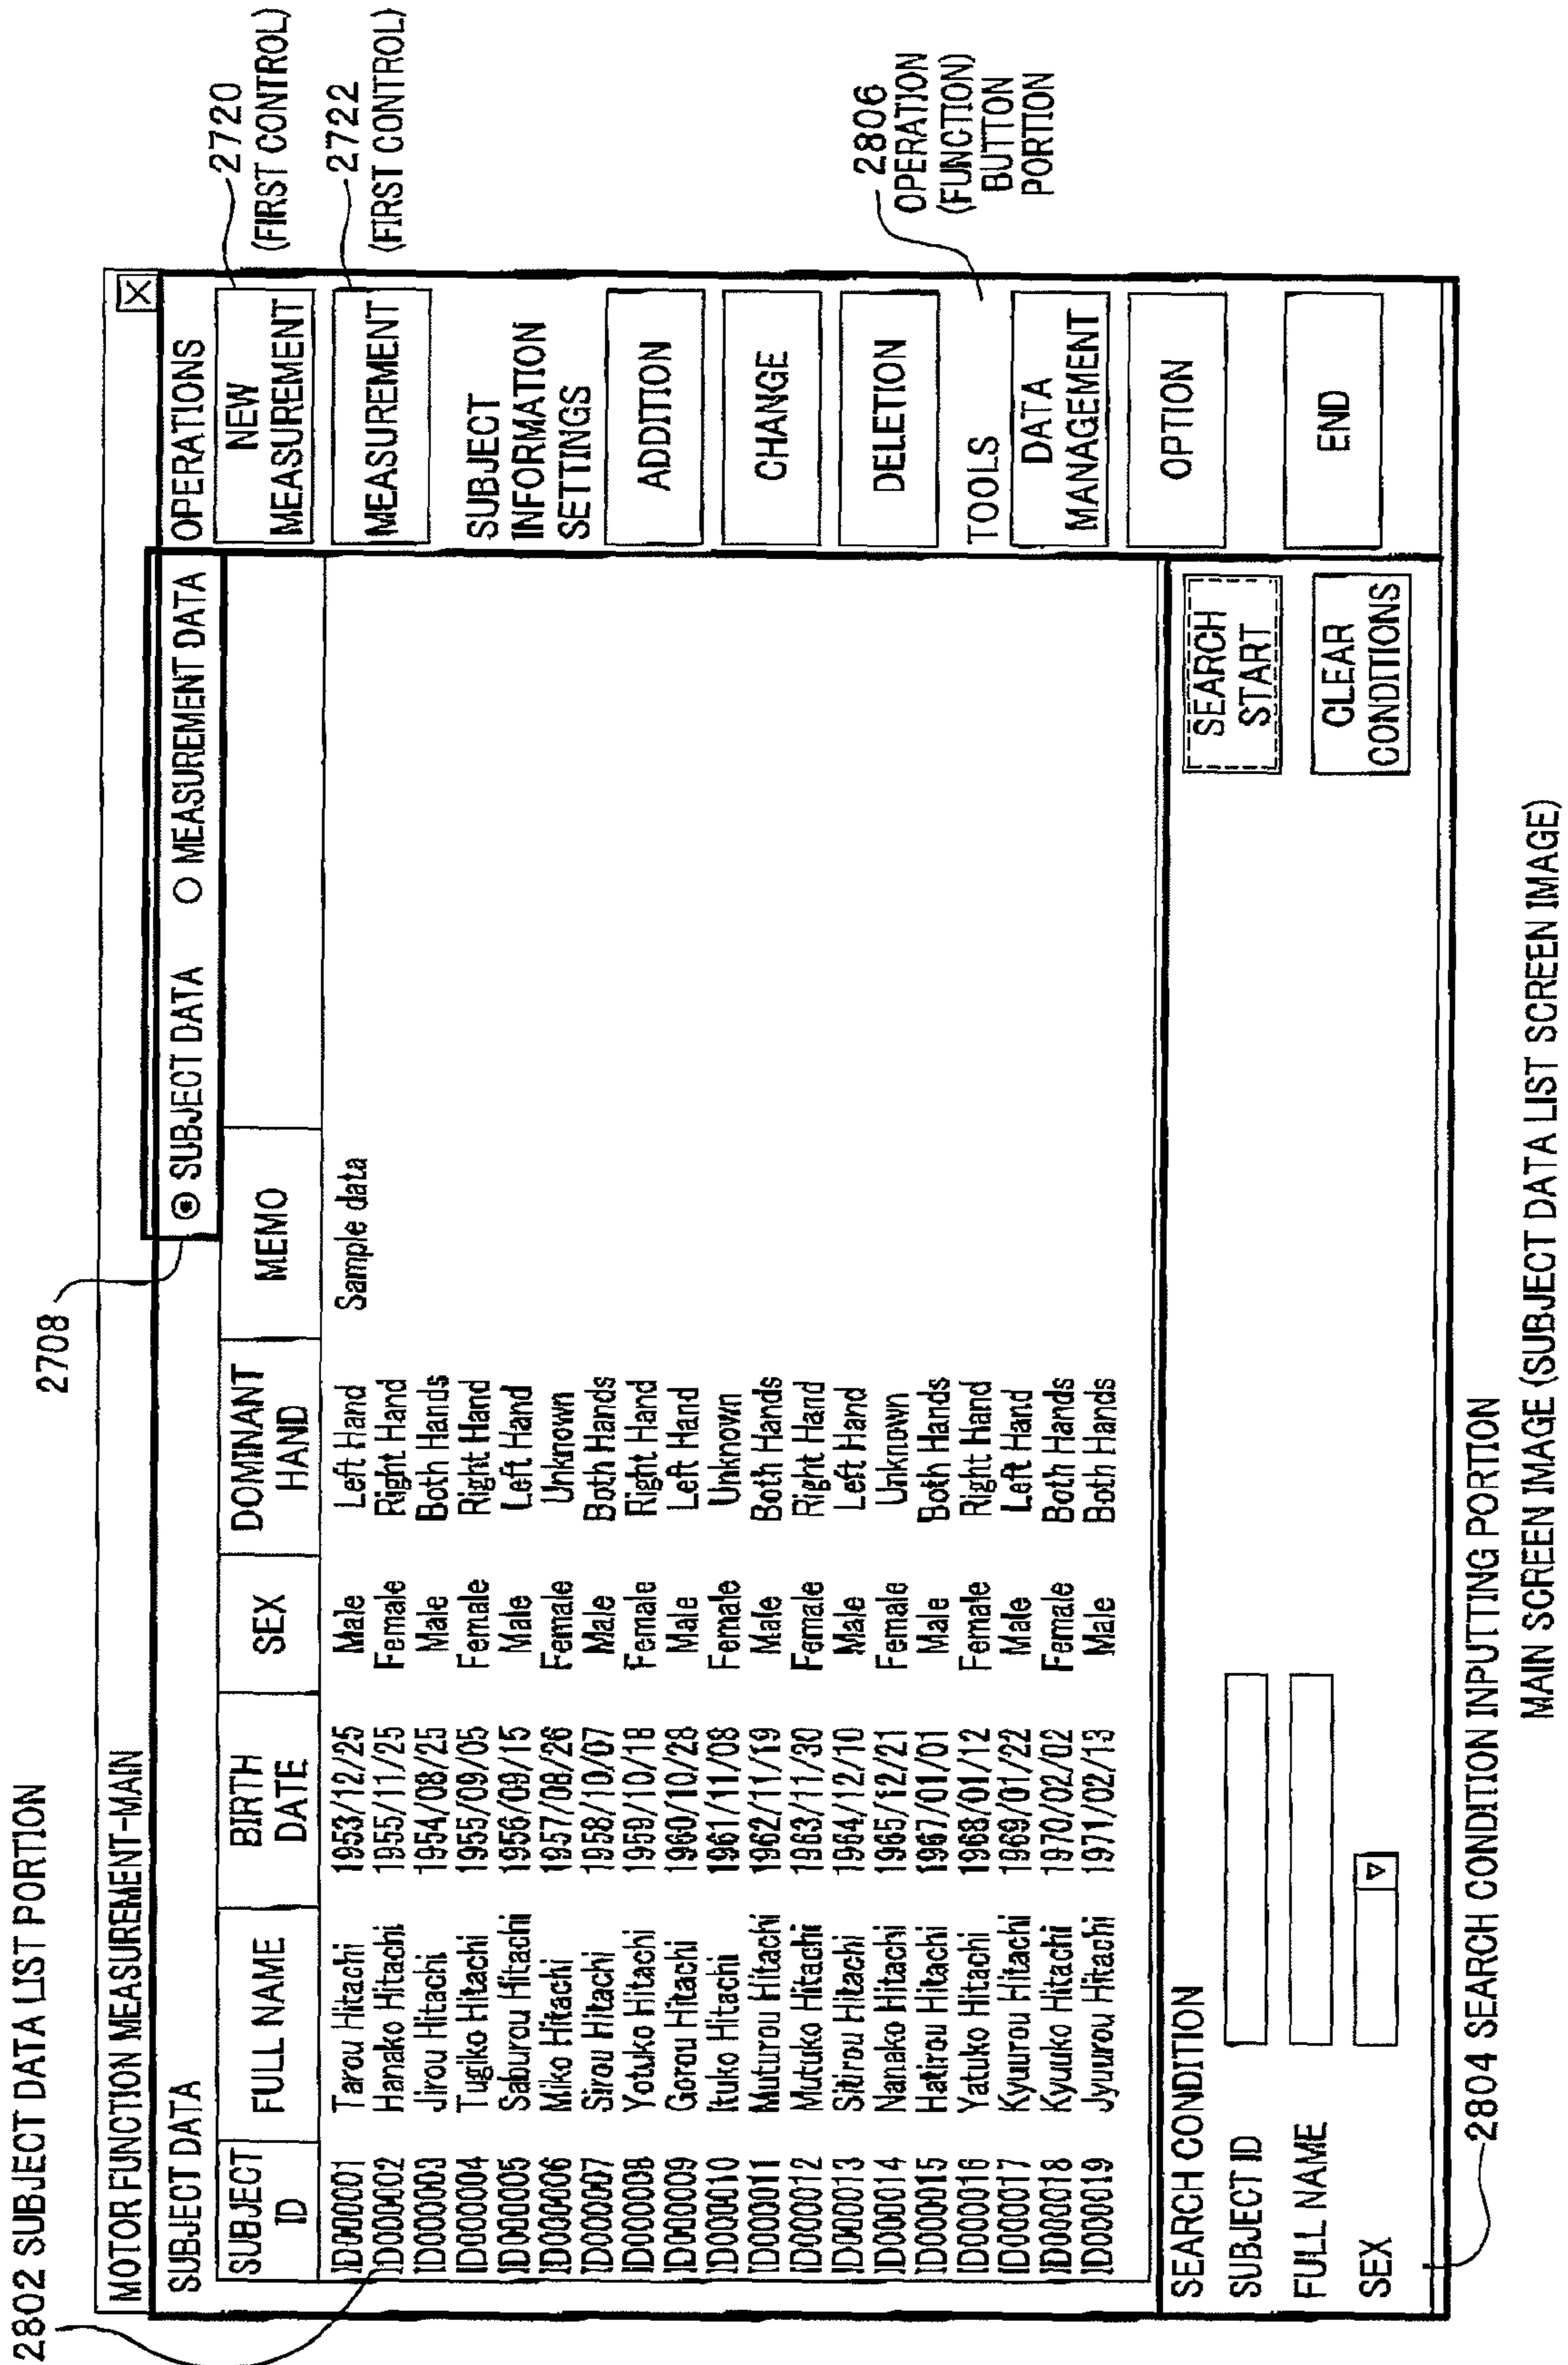 2802 SUBJECT DATA LIST PORTION
2708
MOTOR FUNCTION MEASUREMENT-MAIN
SUBJECT DATA
SUBJECT DATA MEASUREMENT DATA
SUBJECT ID FULL NAME BIRTH DATE SEX DOMINANT HAND MEMO
ID0000001 Tarou Hitachi 1953/12/25 Male Left Hand Sample data
ID0000002 Hanako Hitachi 1955/11/25 Female Right Hand
ID0000003 Jirou Hitachi 1954/08/25 Male Both Hands
ID0000004 Tugiko Hitachi 1955/09/05 Female Right Hand
ID0000005 Saburou Hitachi 1956/09/15 Male Left Hand
ID0000006 Miko Hitachi 1957/08/26 Female Unknown
ID0000007 Sirou Hitachi 1958/10/07 Male Both Hands
ID0000008 Yotuko Hitachi 1959/10/18 Female Right Hand
ID0000009 Gorou Hitachi 1960/10/28 Male Left Hand
ID0000010 Ituko Hitachi 1961/11/08 Female Unknown
ID0000011 Muturou Hitachi 1962/11/19 Male Both Hands
ID0000012 Mutuko Hitachi 1963/11/30 Female Right Hand
ID0000013 Sitirou Hitachi 1964/12/10 Male Left Hand
ID0000014 Nanako Hitachi 1965/12/21 Female Unknown
ID0000015 Hatirou Hitachi 1967/01/01 Male Both Hands
ID0000016 Yatuko Hitachi 1968/01/12 Female Right Hand
ID0000017 Kyuurou Hitachi 1969/01/22 Male Left Hand
ID0000018 Kyuuko Hitachi 1970/02/02 Female Both Hands
ID0000019 Jyuurou Hitachi 1971/02/13 Male Both Hands
SEARCH CONDITION
SUBJECT ID
FULL NAME
SEX
SEARCH
START
CLEAR
CONDITIONS
OPERATIONS
NEW
MEASUREMENT
MEASUREMENT
SUBJECT
INFORMATION
SETTINGS
ADDITION
CHANGE
DELETION
TOOLS
DATA
MANAGEMENT
OPTION
END
2720
(FIRST CONTROL)
2722
(FIRST CONTROL)
2806
OPERATION
(FUNCTION)
BUTTON
PORTION
2804 SEARCH CONDITION INPUTTING PORTION
MAIN SCREEN IMAGE (SUBJECT DATA LIST SCREEN IMAGE)